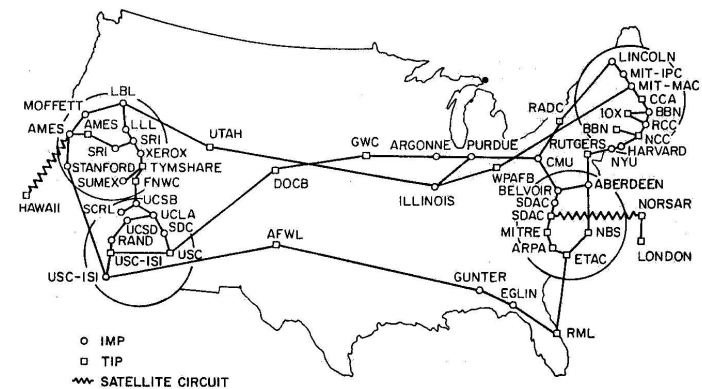 LINCOLN
MIT-IPC
MIT-MAC
CCA
BBN
RCC
NCC
HARVARD
NYU
10X
BBN
RUTGERS
RADC
LBL
MOFFETT
LLL
AMES
AMES
SRI
SRI
XEROX
TYMSHARE
STANFORD
SUMEX
FNWC
HAWAII
UTAH
GWC
ARGONNE
PURDUE
CMU
WPAFB
ILLINOIS
DOCB
BELVOIR
ABERDEEN
SDAC
SDAC
NORSAR
MITRE
NBS
ARPA
LONDON
ETAC
UCSB
SCRL
UCLA
UCSD
SDC
RAND
USC
USC-ISI
USC-ISI
AFWL
GUNTER
EGLIN
RML
IMP
TIP
SATELLITE CIRCUIT